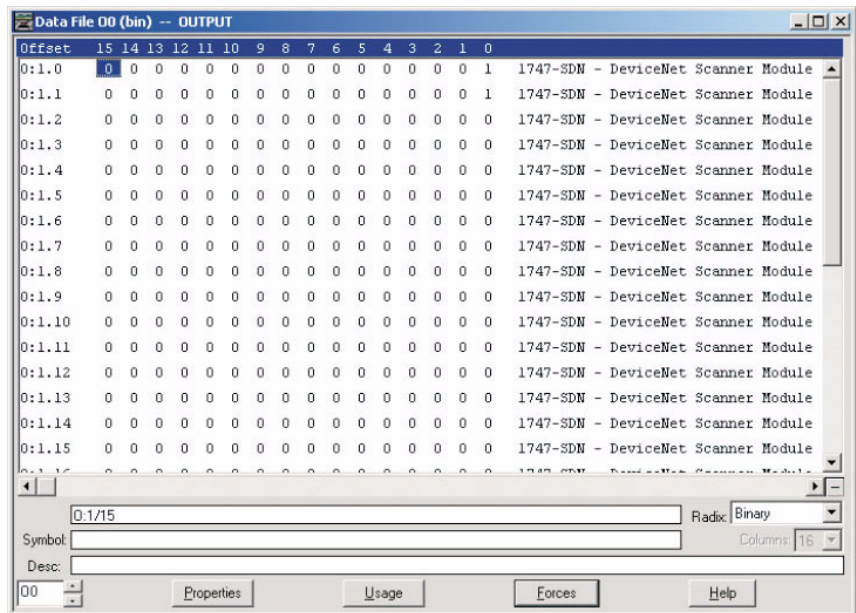 Data File O0 (bin) -- OUTPUT
Offset 15 14 13 12 11 10 9 8 7 6 5 4 3 2 1 0
O:1.0 0 0 0 0 0 0 0 0 0 0 0 0 0 0 0 1 1747-SDN - DeviceNet Scanner Module
O:1.1 0 0 0 0 0 0 0 0 0 0 0 0 0 0 0 1 1747-SDN - DeviceNet Scanner Module
O:1.2 0 0 0 0 0 0 0 0 0 0 0 0 0 0 0 0 1747-SDN - DeviceNet Scanner Module
O:1.3 0 0 0 0 0 0 0 0 0 0 0 0 0 0 0 0 1747-SDN - DeviceNet Scanner Module
O:1.4 0 0 0 0 0 0 0 0 0 0 0 0 0 0 0 0 1747-SDN - DeviceNet Scanner Module
O:1.5 0 0 0 0 0 0 0 0 0 0 0 0 0 0 0 0 1747-SDN - DeviceNet Scanner Module
O:1.6 0 0 0 0 0 0 0 0 0 0 0 0 0 0 0 0 1747-SDN - DeviceNet Scanner Module
O:1.7 0 0 0 0 0 0 0 0 0 0 0 0 0 0 0 0 1747-SDN - DeviceNet Scanner Module
O:1.8 0 0 0 0 0 0 0 0 0 0 0 0 0 0 0 0 1747-SDN - DeviceNet Scanner Module
O:1.9 0 0 0 0 0 0 0 0 0 0 0 0 0 0 0 0 1747-SDN - DeviceNet Scanner Module
O:1.10 0 0 0 0 0 0 0 0 0 0 0 0 0 0 0 0 1747-SDN - DeviceNet Scanner Module
O:1.11 0 0 0 0 0 0 0 0 0 0 0 0 0 0 0 0 1747-SDN - DeviceNet Scanner Module
O:1.12 0 0 0 0 0 0 0 0 0 0 0 0 0 0 0 0 1747-SDN - DeviceNet Scanner Module
O:1.13 0 0 0 0 0 0 0 0 0 0 0 0 0 0 0 0 1747-SDN - DeviceNet Scanner Module
O:1.14 0 0 0 0 0 0 0 0 0 0 0 0 0 0 0 0 1747-SDN - DeviceNet Scanner Module
O:1.15 0 0 0 0 0 0 0 0 0 0 0 0 0 0 0 0 1747-SDN - DeviceNet Scanner Module
O:1/15 Radix: Binary
Symbol: Columns: 16
Desc:
O0 Properties Usage Forces Help